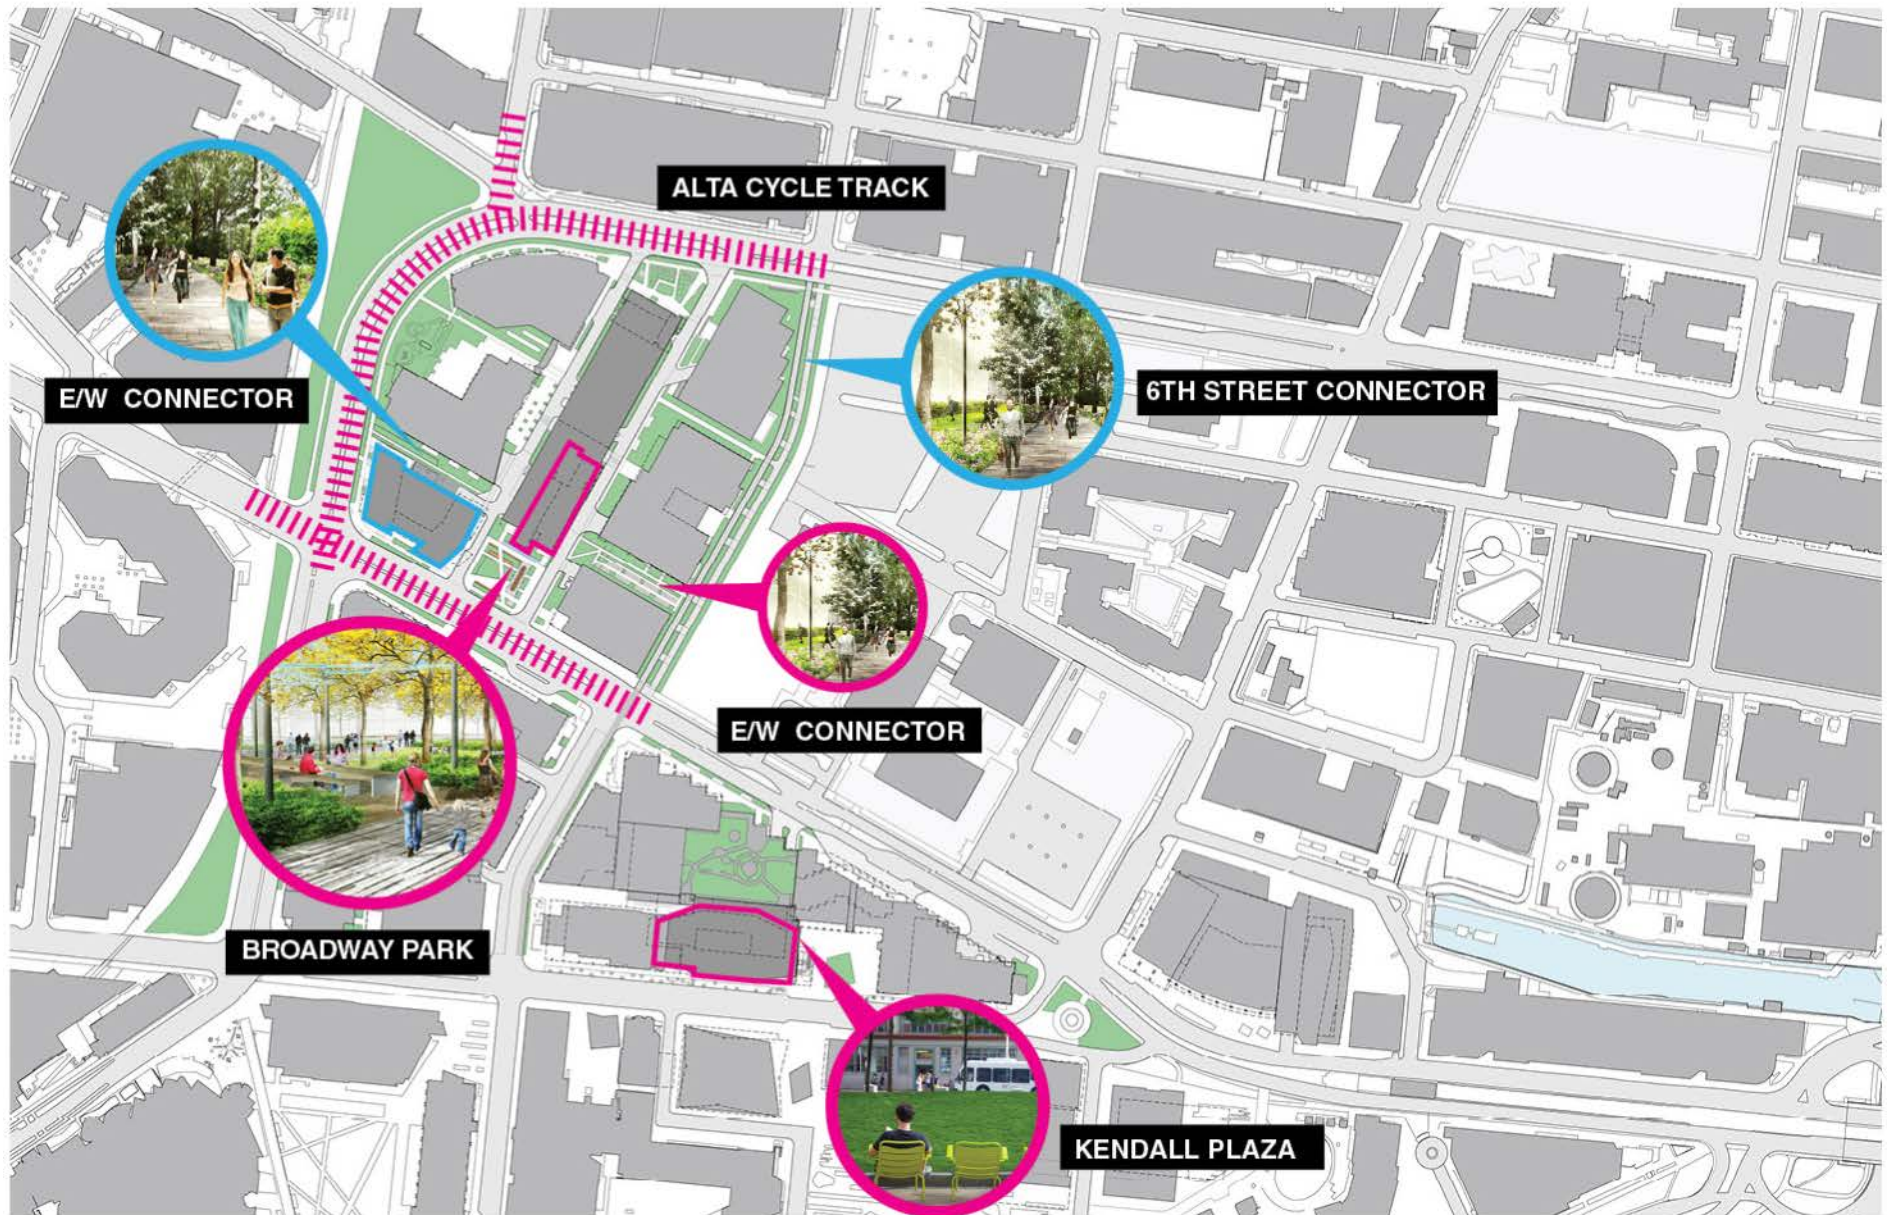 ALTA CYCLE TRACK
E/W CONNECTOR
6TH STREET CONNECTOR
E/W CONNECTOR
BROADWAY PARK
KENDALL PLAZA